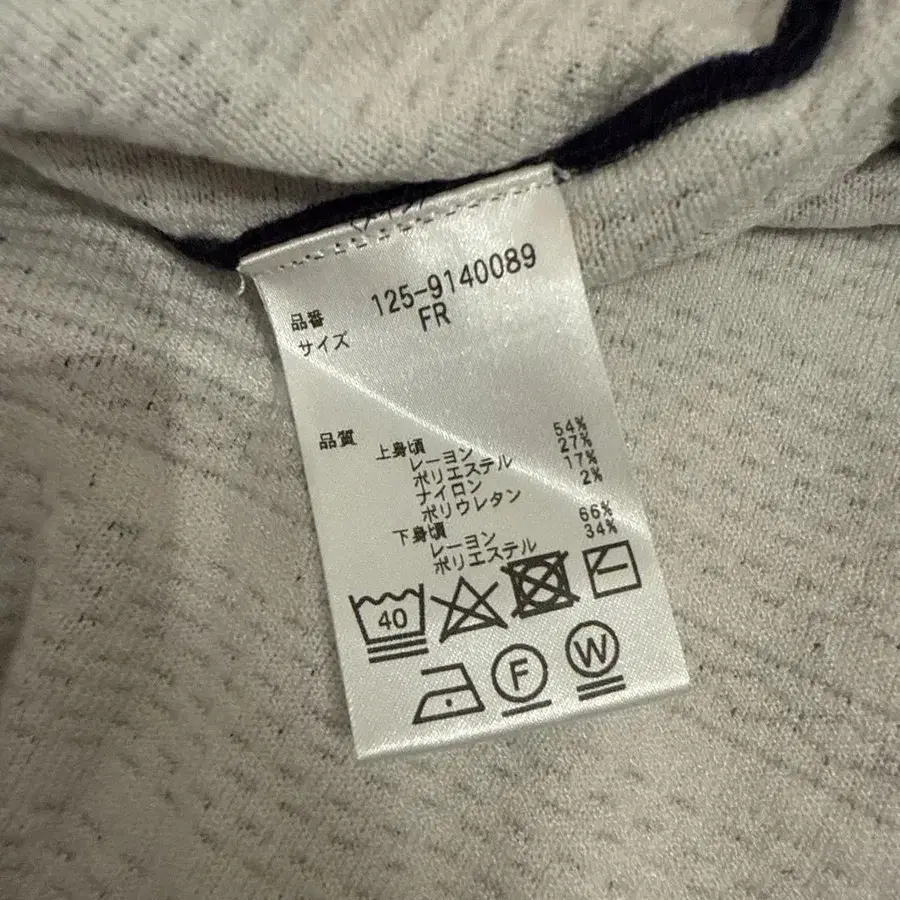 品番 125-9140089
サイズ FR
品質 上身頃
レーヨン 54%
ポリエステル 27%
ナイロン 17%
ポリウレタン 2%
下身頃
レーヨン 66%
ポリエステル 34%
40
F W